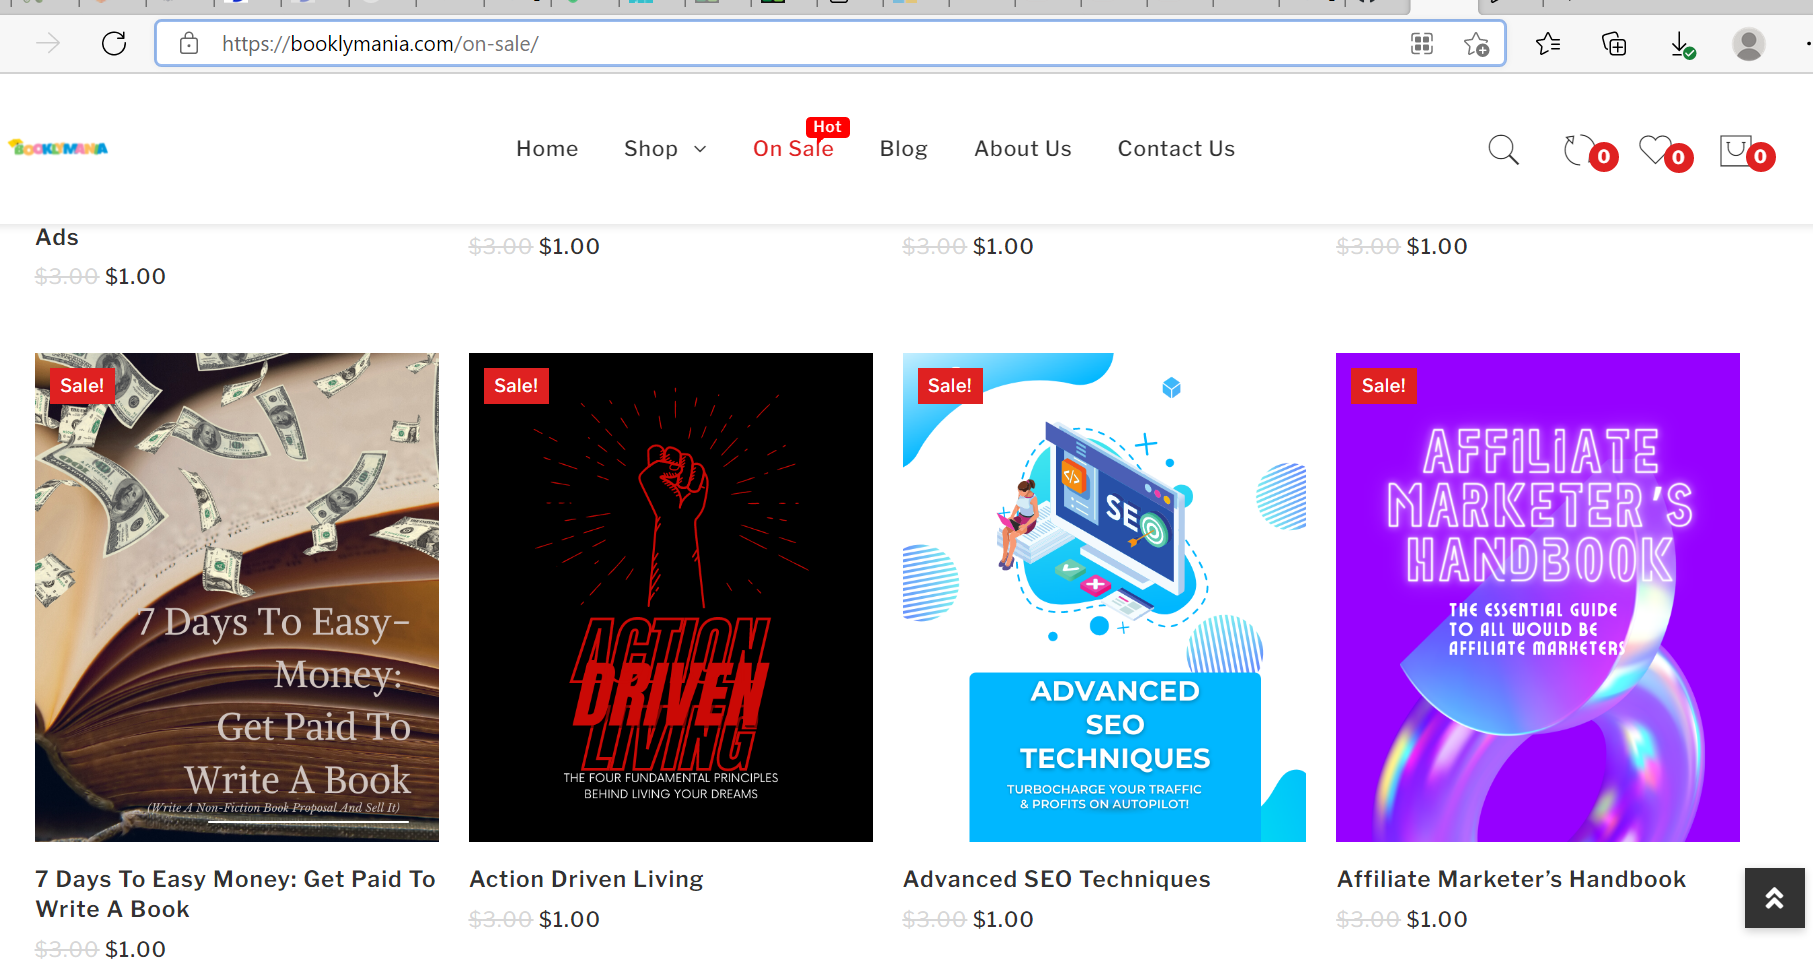 https://booklymania.com/on-sale/
BOOKLYMANIA
Home
Shop
On Sale
Hot
Blog
About Us
Contact Us
0
0
0
Ads
$3.00 $1.00
$3.00 $1.00
$3.00 $1.00
$3.00 $1.00
Sale!
7 Days To Easy-
Money:
Get Paid To
Write A Book
(Write A Non-Fiction Book Proposal And Sell It)
7 Days To Easy Money: Get Paid To
Write A Book
$3.00 $1.00
Sale!
ACTION
DRIVEN
LIVING
THE FOUR FUNDAMENTAL PRINCIPLES
BEHIND LIVING YOUR DREAMS
Action Driven Living
$3.00 $1.00
Sale!
</>
SEO
ADVANCED
SEO
TECHNIQUES
TURBOCHARGE YOUR TRAFFIC
& PROFITS ON AUTOPILOT!
Advanced SEO Techniques
$3.00 $1.00
Sale!
AFFILIATE
MARKETER'S
HANDBOOK
THE ESSENTIAL GUIDE
TO ALL WOULD BE
AFFILIATE MARKETERS
Affiliate Marketer’s Handbook
$3.00 $1.00